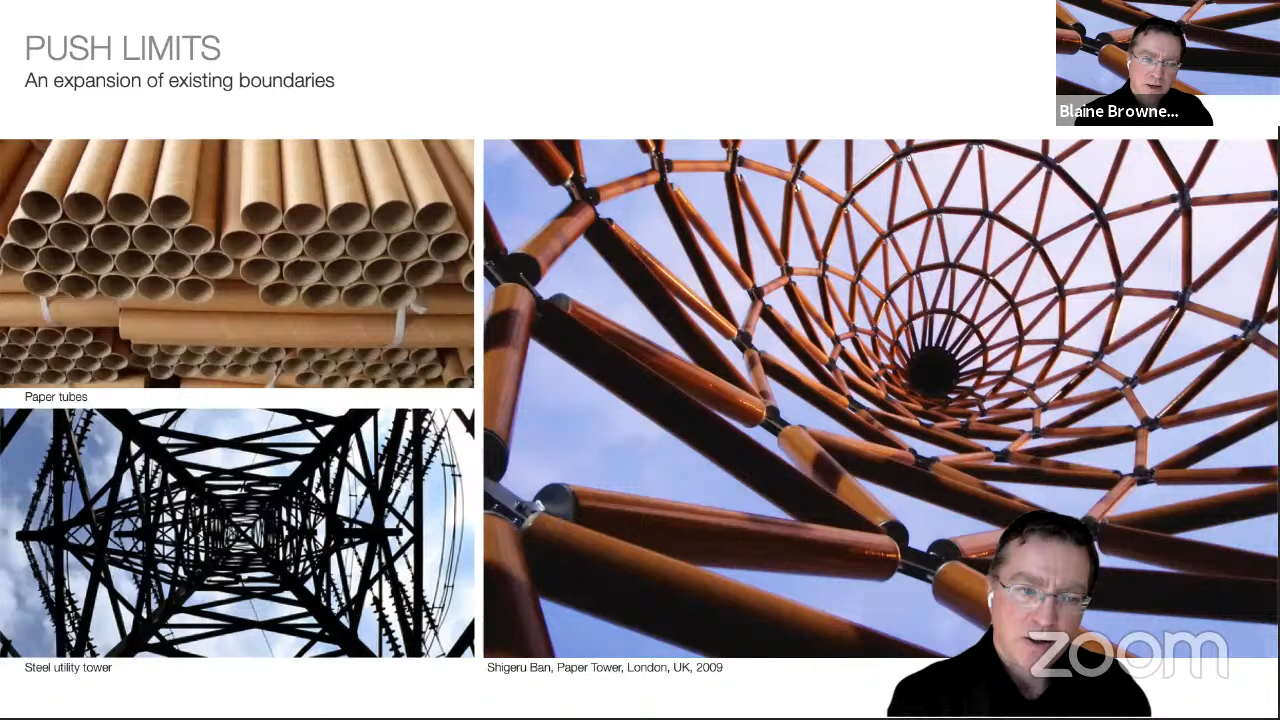 PUSH LIMITS
An expansion of existing boundaries
Blaine Browne...
Paper tubes
Steel utility tower
Shigeru Ban, Paper Tower, London, UK, 2009
zoom